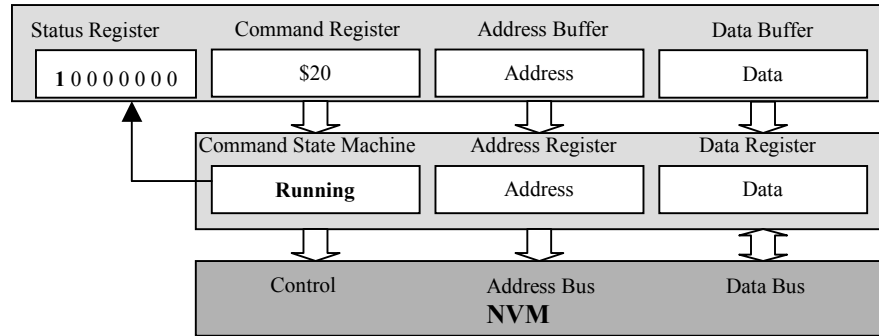 Status Register Command Register Address Buffer Data Buffer
1 0 0 0 0 0 0 0 $20 Address Data
Command State Machine Address Register Data Register
Running Address Data
Control Address Bus Data Bus
NVM